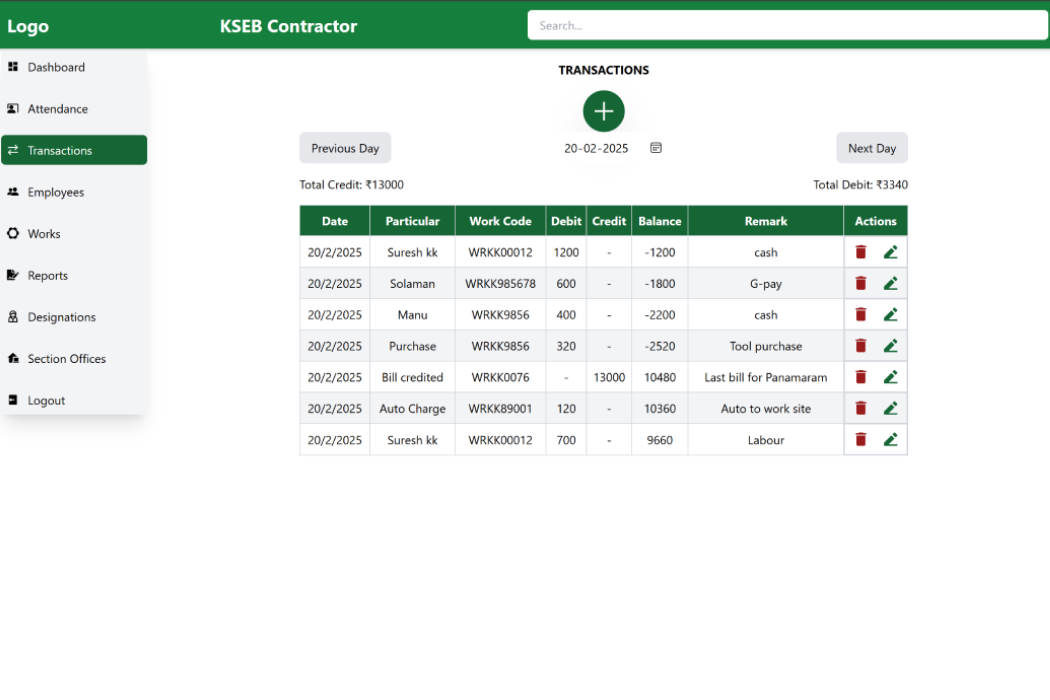 Logo
KSEB Contractor
Search...
Dashboard
Attendance
Transactions
Employees
Works
Reports
Designations
Section Offices
Logout
TRANSACTIONS
Previous Day
20-02-2025
Next Day
Total Credit: ₹13000
Total Debit: ₹3340
Date Particular Work Code Debit Credit Balance Remark Actions
20/2/2025 Suresh kk WRKK00012 1200 - -1200 cash
20/2/2025 Solaman WRKK985678 600 - -1800 G-pay
20/2/2025 Manu WRKK9856 400 - -2200 cash
20/2/2025 Purchase WRKK9856 320 - -2520 Tool purchase
20/2/2025 Bill credited WRKK0076 - 13000 10480 Last bill for Panamaram
20/2/2025 Auto Charge WRKK89001 120 - 10360 Auto to work site
20/2/2025 Suresh kk WRKK00012 700 - 9660 Labour